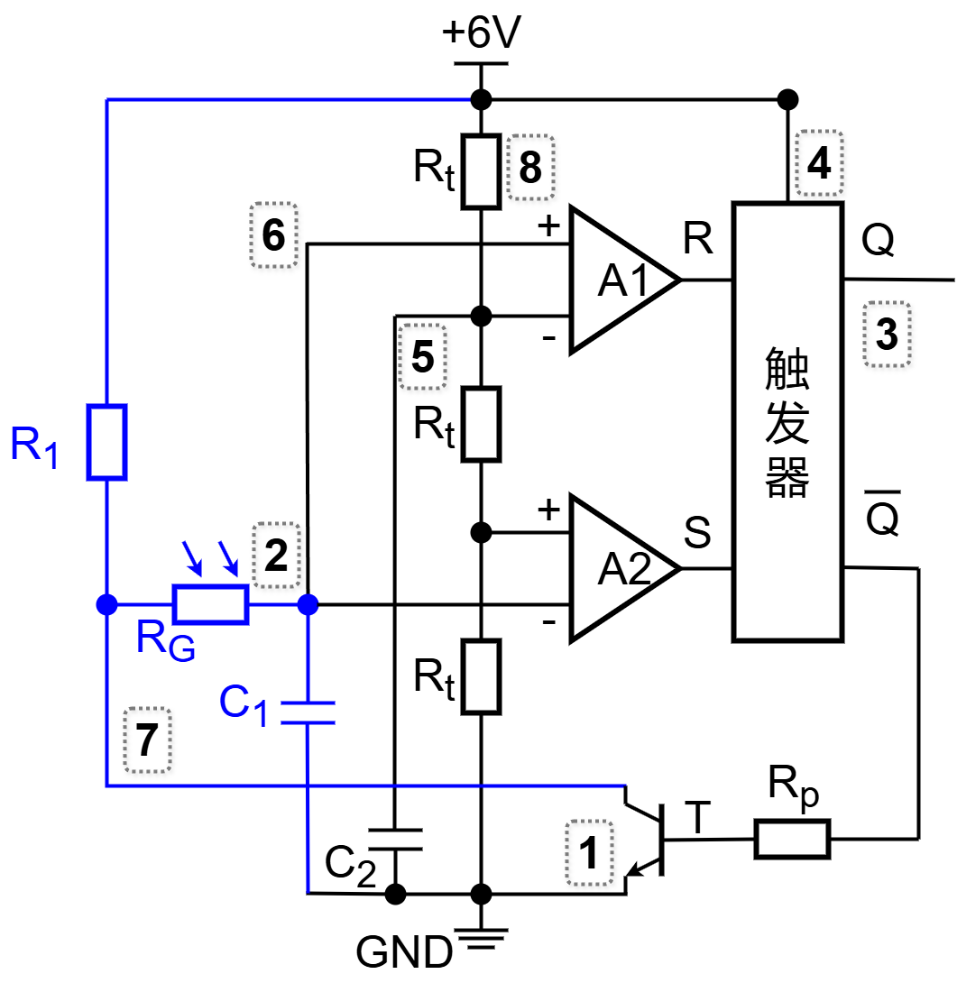 +6V
Rt
8
4
6
+
A1
R
Q
-
5
3
触
发
器
R1
Rt
+
A2
S
Q̅
2
-
RG
Rt
C1
7
Rp
T
1
C2
GND